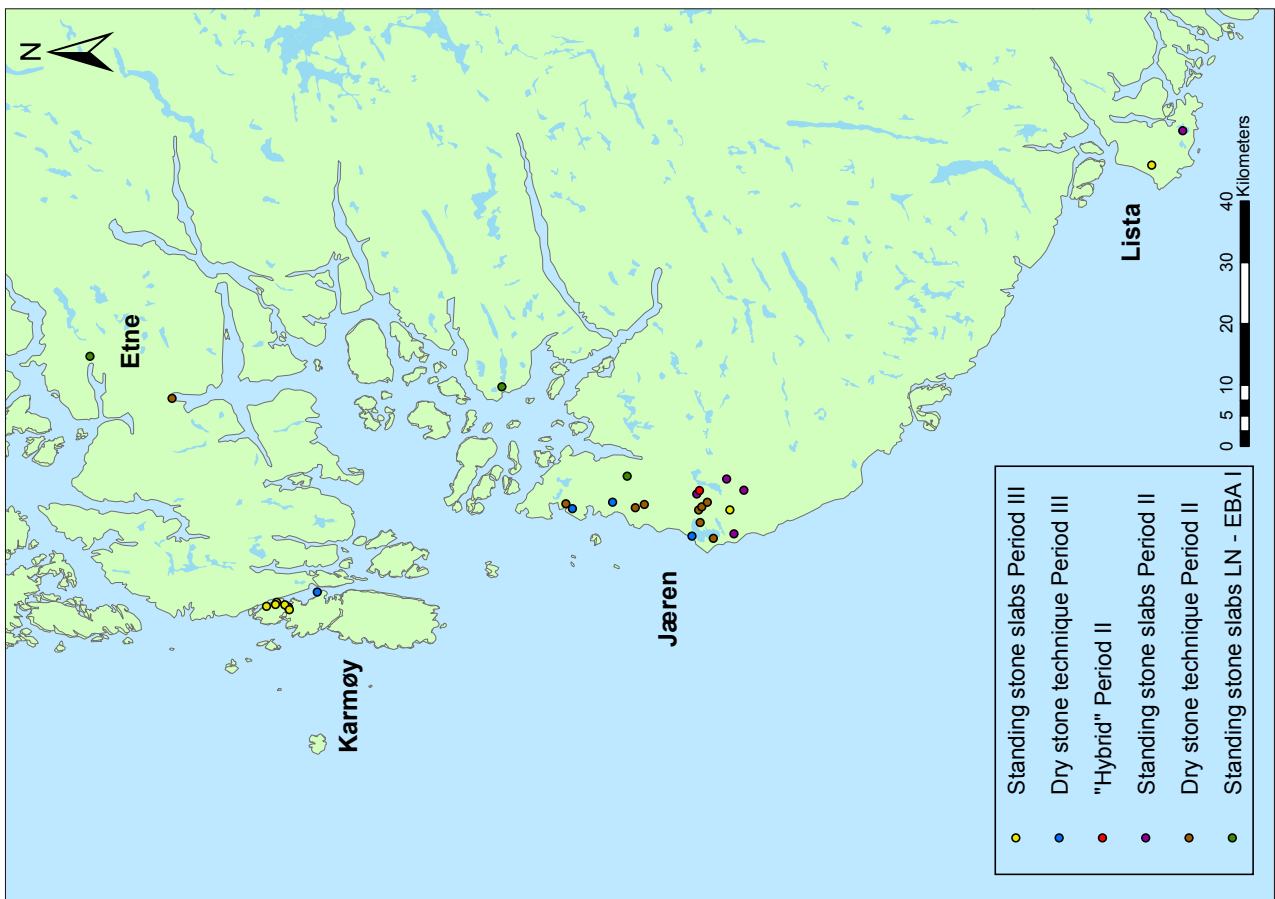 N
Etne
Karmøy
Jæren
Lista
0 5 10 20 30 40
Kilometers
Standing stone slabs Period III
Dry stone technique Period III
"Hybrid" Period II
Standing stone slabs Period II
Dry stone technique Period II
Standing stone slabs LN - EBA I